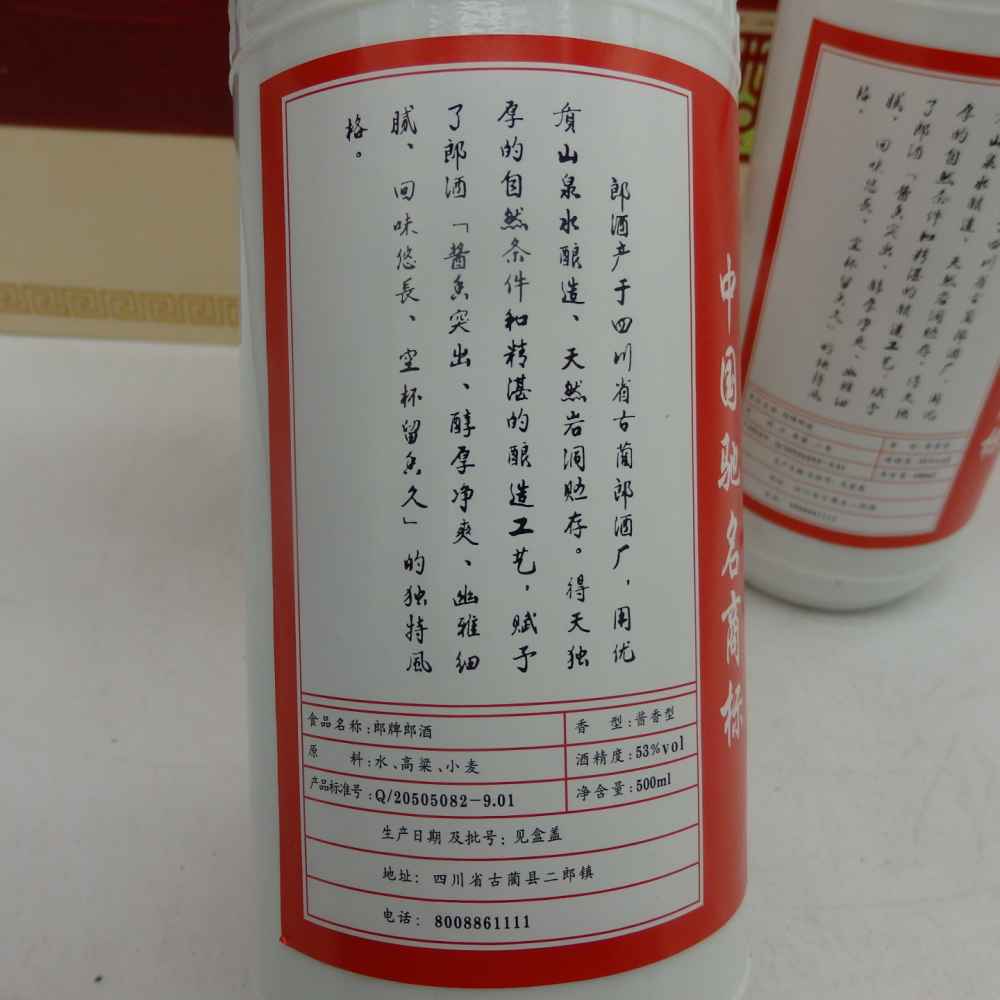 郎酒产于四川省古蔺郎酒厂，用优
质山泉水酿造、天然岩洞贮存。得天独
厚的自然条件和精湛的酿造工艺，赋予
了郎酒「酱香突出、醇厚净爽、幽雅细
腻、回味悠長、空杯留香久」的独特风
格。
食品名称:郎牌郎酒
香 型:酱香型
原 料:水、高粱、小麦
酒精度:53%vol
产品标准号:Q/20505082-9.01
净含量:500ml
生产日期 及批号: 见盒盖
地址: 四川省古蔺县二郎镇
电话: 8008861111
中国驰名商标
8008861111